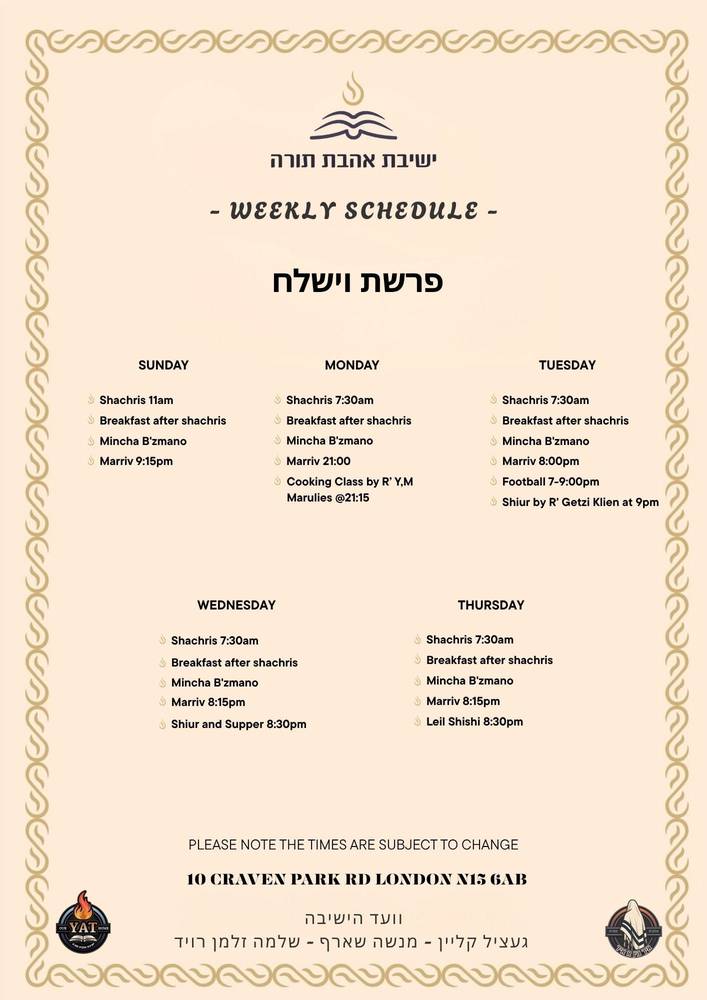 ישיבת אהבת תורה
- WEEKLY SCHEDULE -
פרשת וישלח
SUNDAY
Shachris 11am
Breakfast after shachris
Mincha B'zmano
Marriv 9:15pm
MONDAY
Shachris 7:30am
Breakfast after shachris
Mincha B'zmano
Marriv 21:00
Cooking Class by R' Y,M
Marulies @21:15
TUESDAY
Shachris 7:30am
Breakfast after shachris
Mincha B'zmano
Marriv 8:00pm
Football 7-9:00pm
Shiur by R' Getzi Klien at 9pm
WEDNESDAY
Shachris 7:30am
Breakfast after shachris
Mincha B'zmano
Marriv 8:15pm
Shiur and Supper 8:30pm
THURSDAY
Shachris 7:30am
Breakfast after shachris
Mincha B'zmano
Marriv 8:15pm
Leil Shishi 8:30pm
PLEASE NOTE THE TIMES ARE SUBJECT TO CHANGE
10 CRAVEN PARK RD LONDON N15 6AB
וועד הישיבה
געציל קליין - מנשה שארף - שלמה זלמן רויד
OUR YAT HOME